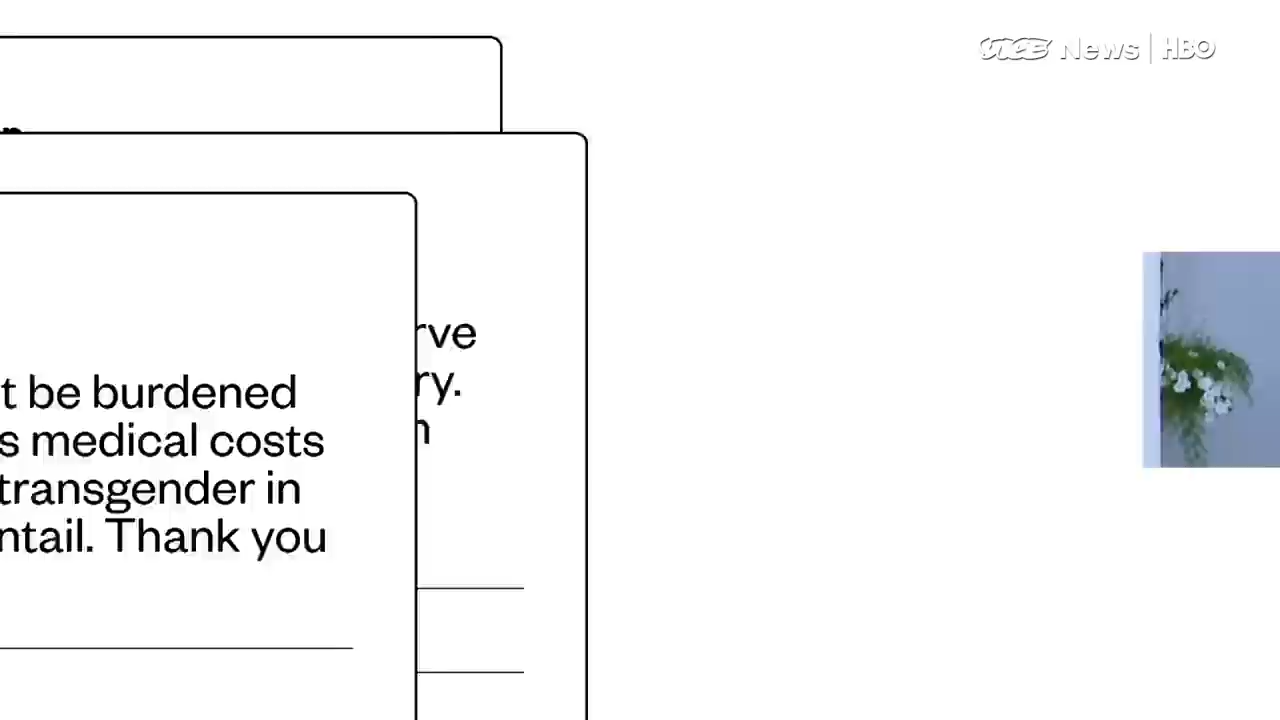 VICE News | HBO
t be burdened
s medical costs
transgender in
ntail. Thank you
rve
ry.